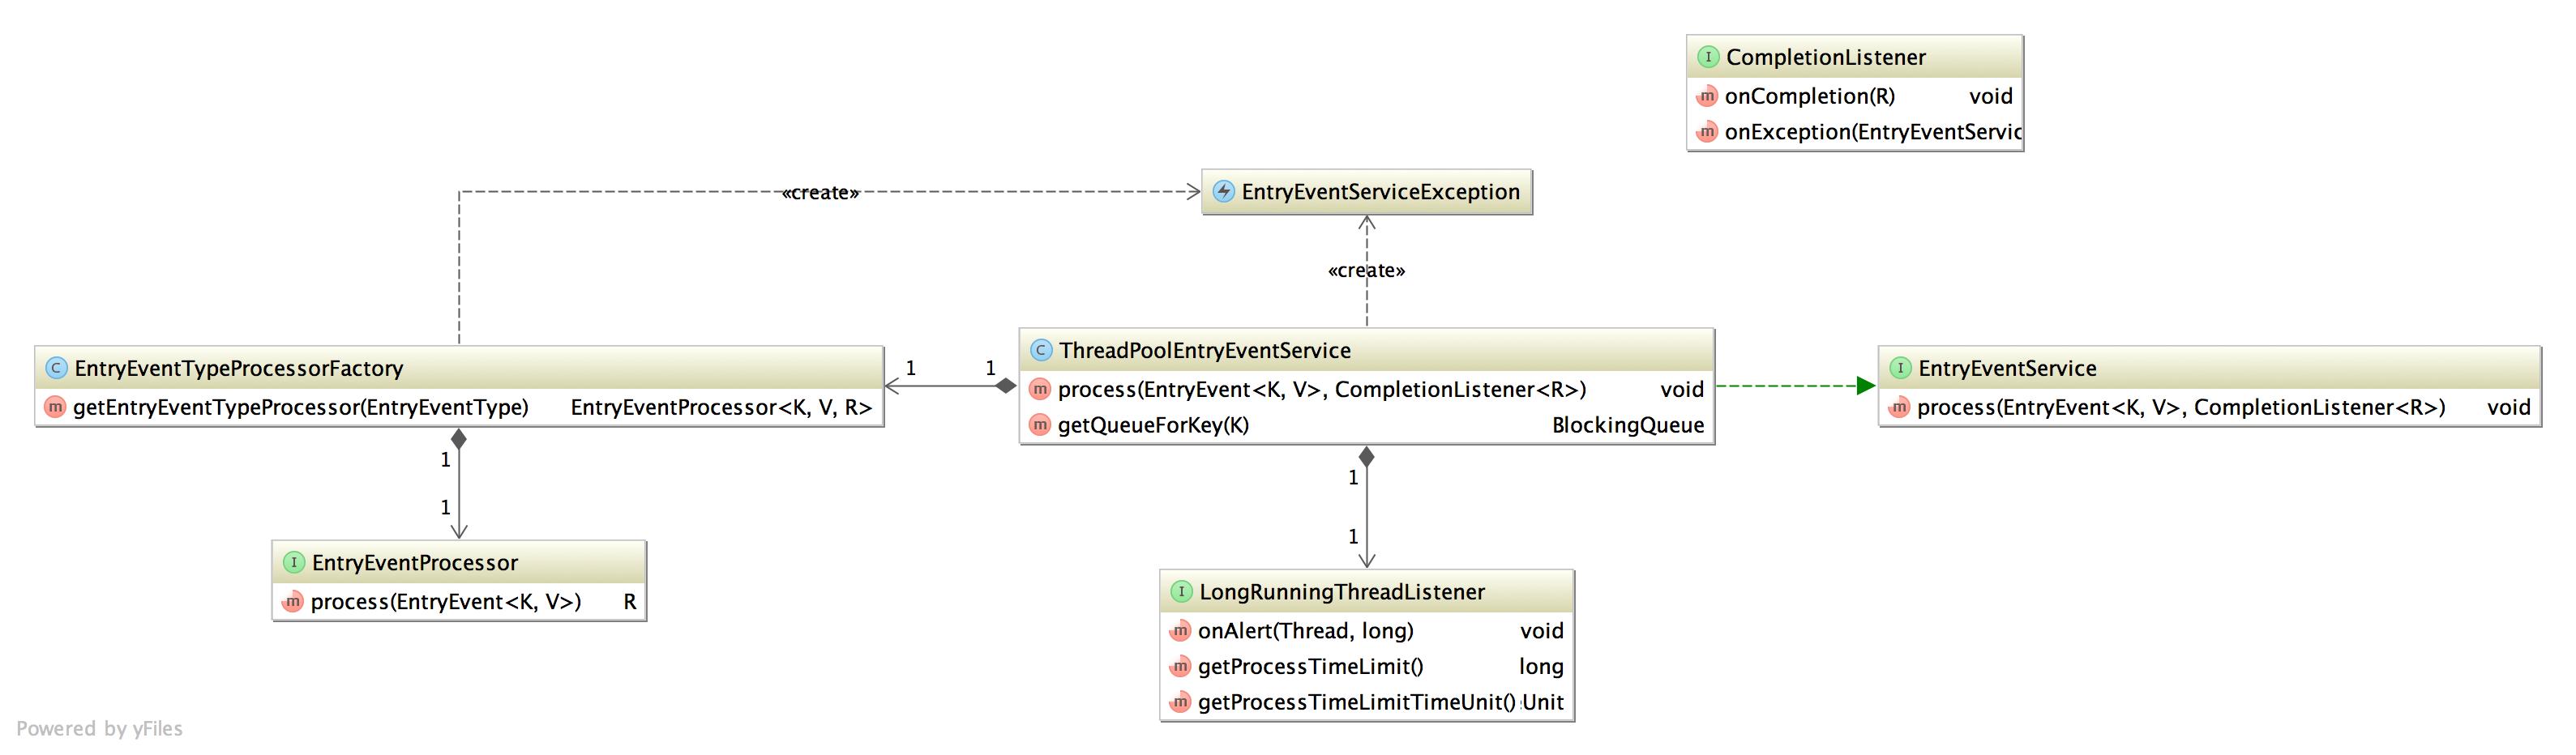 I CompletionListener
m onCompletion(R) void
m onException(EntryEventServic
«create»
EntryEventServiceException
«create»
C EntryEventTypeProcessorFactory
m getEntryEventTypeProcessor(EntryEventType) EntryEventProcessor<K, V, R>
1 1
C ThreadPoolEntryEventService
m process(EntryEvent<K, V>, CompletionListener<R>) void
m getQueueForKey(K) BlockingQueue
I EntryEventService
m process(EntryEvent<K, V>, CompletionListener<R>) void
1
1
I EntryEventProcessor
m process(EntryEvent<K, V>) R
1
1
I LongRunningThreadListener
m onAlert(Thread, long) void
m getProcessTimeLimit() long
m getProcessTimeLimitTimeUnit() Unit
Powered by yFiles